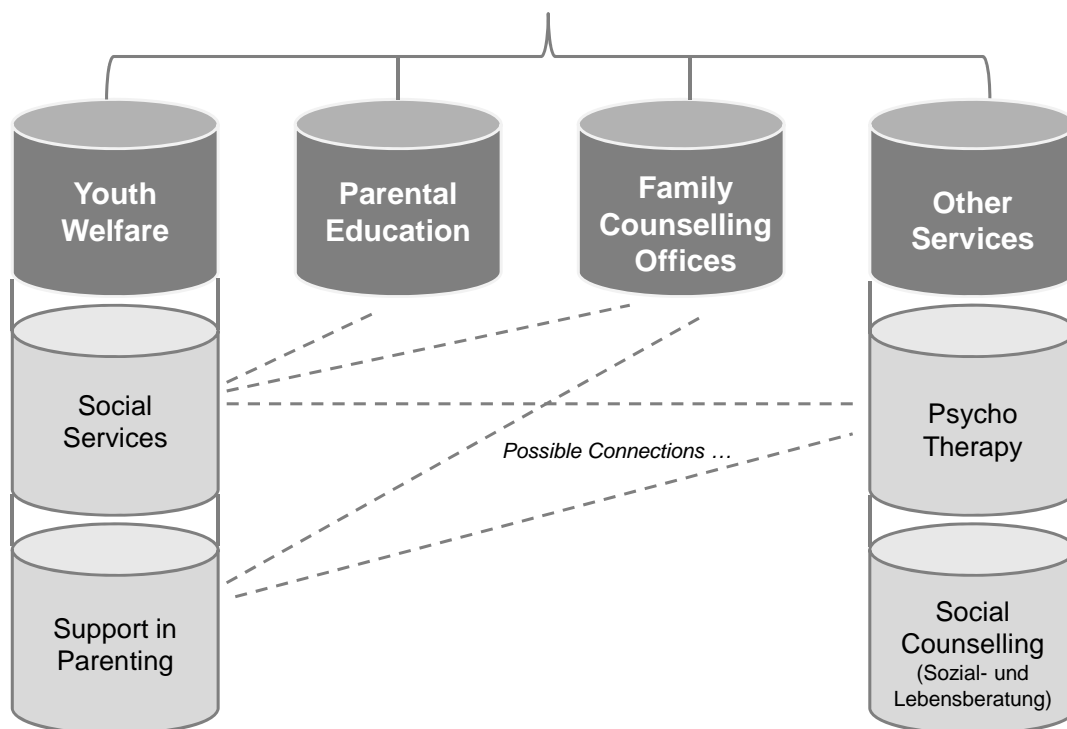 Youth
Welfare
Parental
Education
Family
Counselling
Offices
Other
Services
Social
Services
Psycho
Therapy
Possible Connections …
Support in
Parenting
Social
Counselling
(Sozial- und
Lebensberatung)